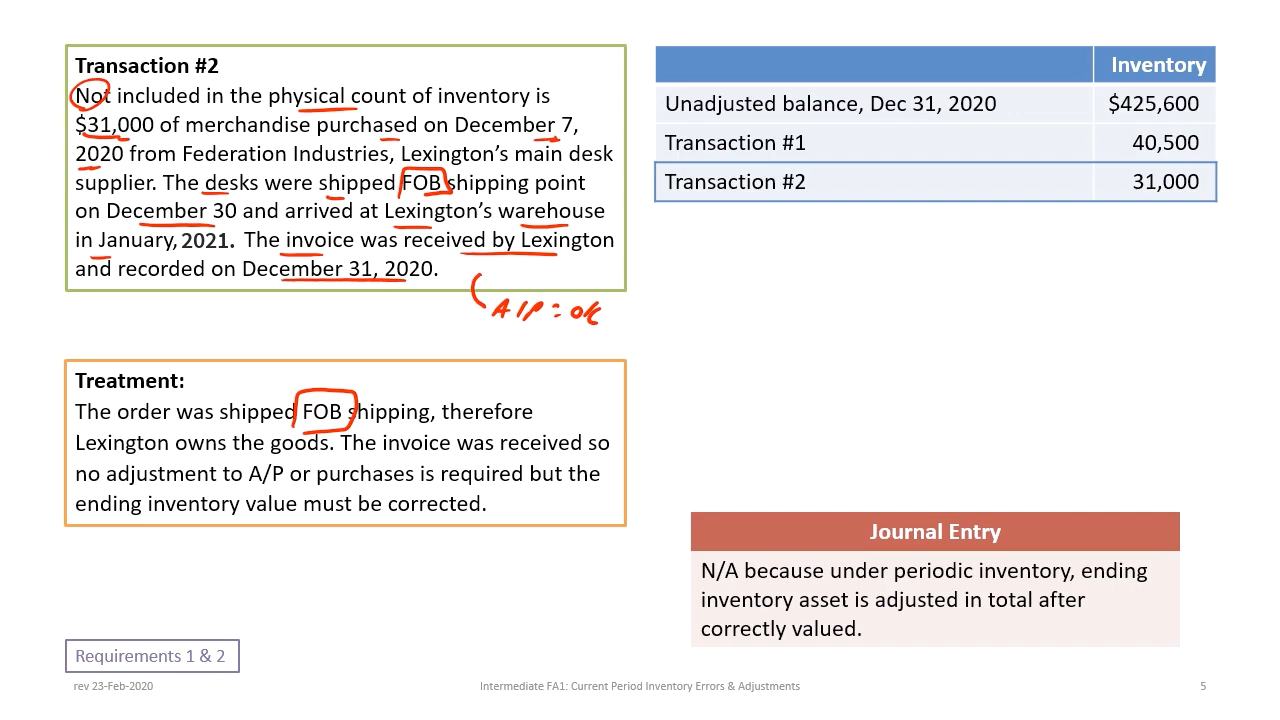 Transaction #2
Not included in the physical count of inventory is
$31,000 of merchandise purchased on December 7,
2020 from Federation Industries, Lexington's main desk
supplier. The desks were shipped FOB shipping point
on December 30 and arrived at Lexington's warehouse
in January, 2021. The invoice was received by Lexington
and recorded on December 31, 2020.
A/P = OK
Treatment:
The order was shipped FOB shipping, therefore
Lexington owns the goods. The invoice was received so
no adjustment to A/P or purchases is required but the
ending inventory value must be corrected.
Requirements 1 & 2
Inventory
Unadjusted balance, Dec 31, 2020 $425,600
Transaction #1 40,500
Transaction #2 31,000
Journal Entry
N/A because under periodic inventory, ending
inventory asset is adjusted in total after
correctly valued.
rev 23-Feb-2020 Intermediate FA1: Current Period Inventory Errors & Adjustments 5